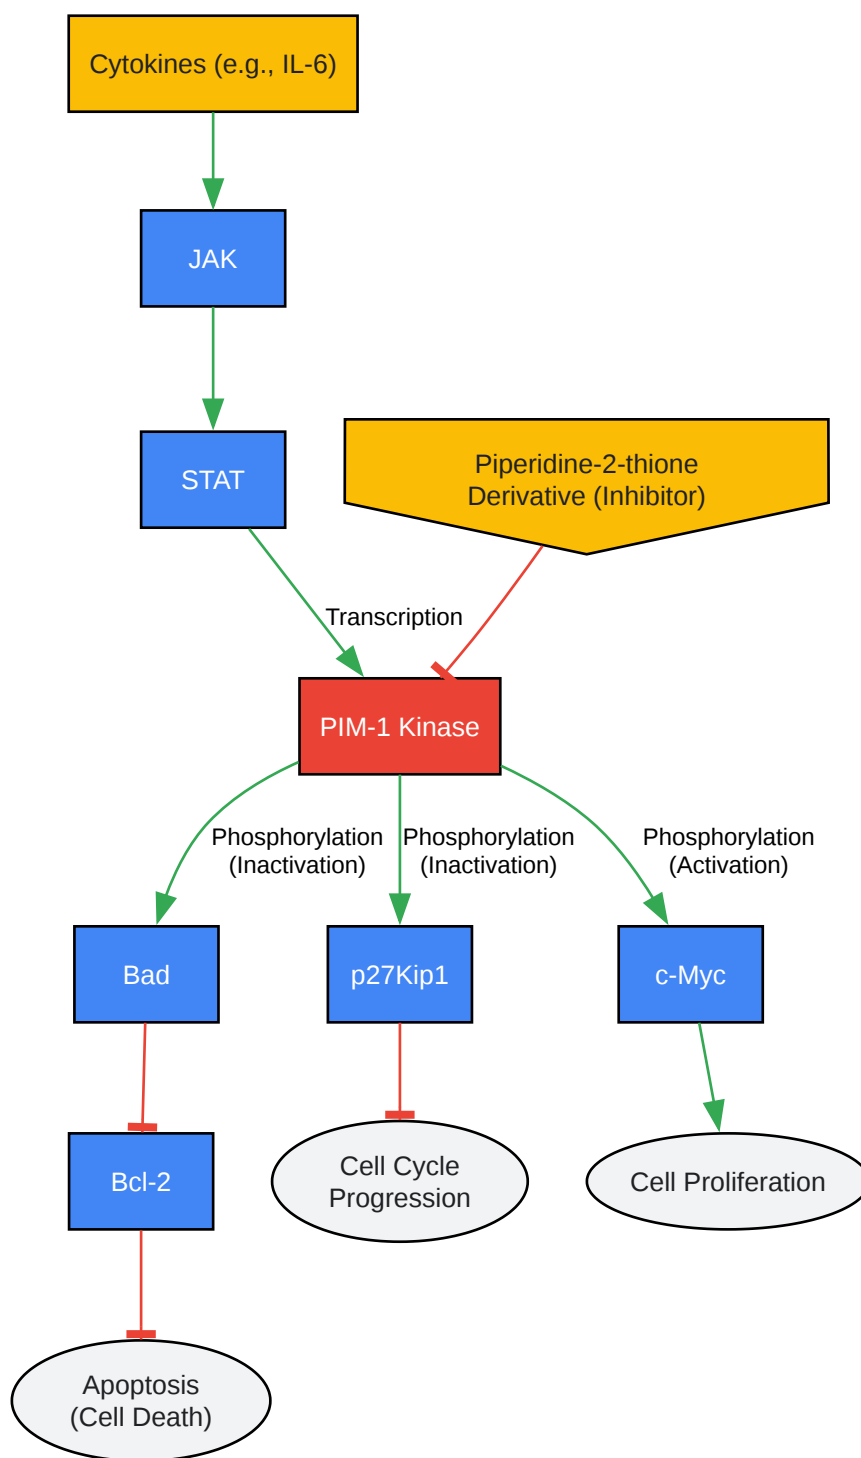 Cytokines (e.g., IL-6)
JAK
STAT
Piperidine-2-thione
Derivative (Inhibitor)
Transcription
PIM-1 Kinase
Phosphorylation
(Inactivation)
Phosphorylation
(Inactivation)
Phosphorylation
(Activation)
Bad
p27Kip1
c-Myc
Bcl-2
Cell Cycle
Progression
Cell Proliferation
Apoptosis
(Cell Death)